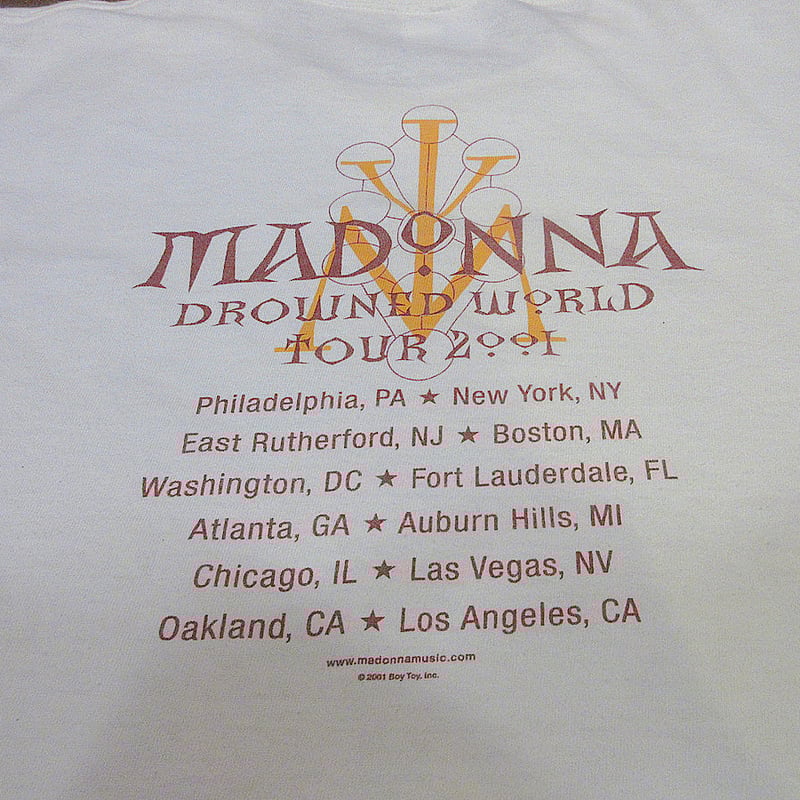 MADONNA
DROWNED WORLD
TOUR 2001
Philadelphia, PA ★ New York, NY
East Rutherford, NJ ★ Boston, MA
Washington, DC ★ Fort Lauderdale, FL
Atlanta, GA ★ Auburn Hills, MI
Chicago, IL ★ Las Vegas, NV
Oakland, CA ★ Los Angeles, CA
www.madonnamusic.com
© 2001 Boy Toy, Inc.